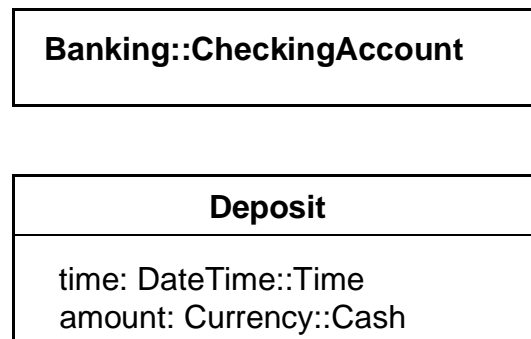 Banking::CheckingAccount
Deposit
time: DateTime::Time
amount: Currency::Cash